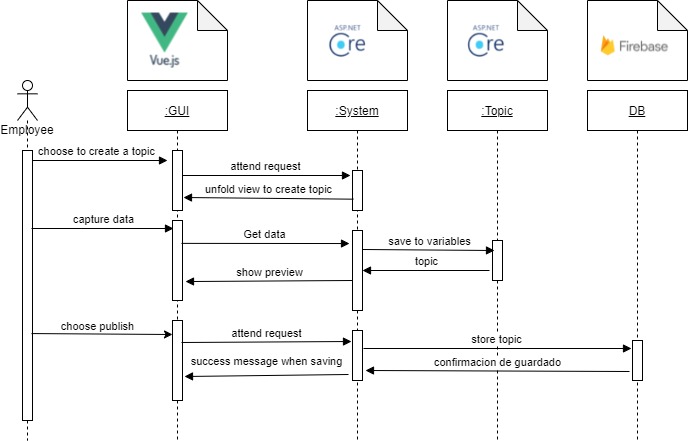 Vue.js
ASP.NET
Core
ASP.NET
Core
Firebase
Employee
:GUI
:System
:Topic
DB
choose to create a topic
attend request
unfold view to create topic
capture data
Get data
save to variables
topic
show preview
choose publish
attend request
store topic
success message when saving
confirmacion de guardado